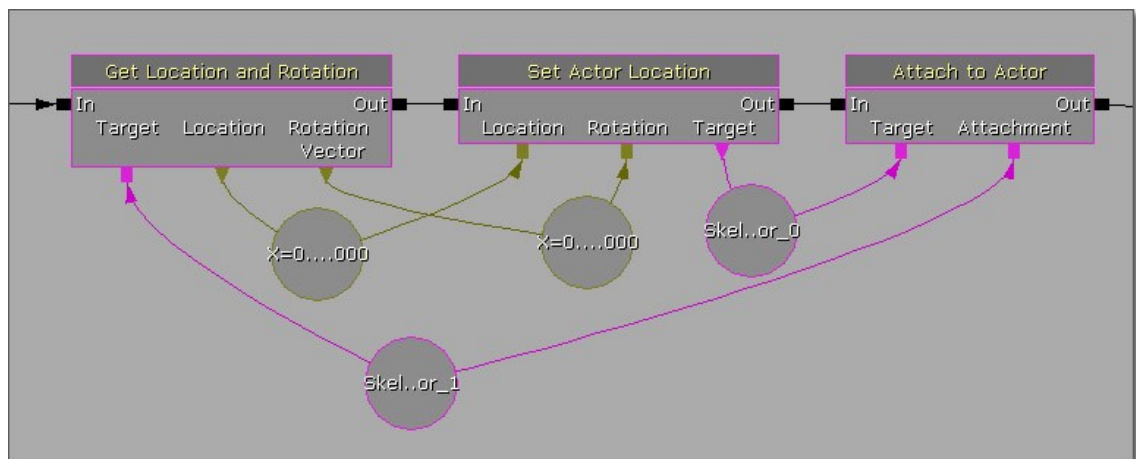 Get Location and Rotation
In Out
Target Location Rotation
Vector
Set Actor Location
In Out
Location Rotation Target
Attach to Actor
In Out
Target Attachment
X=0....000
X=0....000
Skel..or_0
Skel..or_1